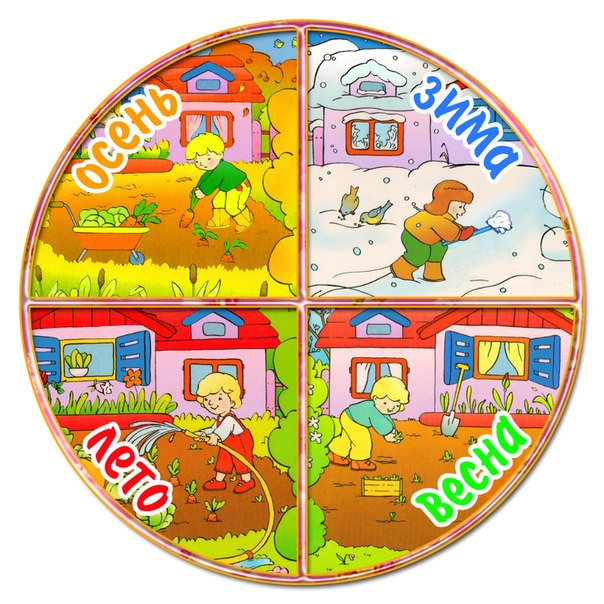 осень
зима
лето
весна